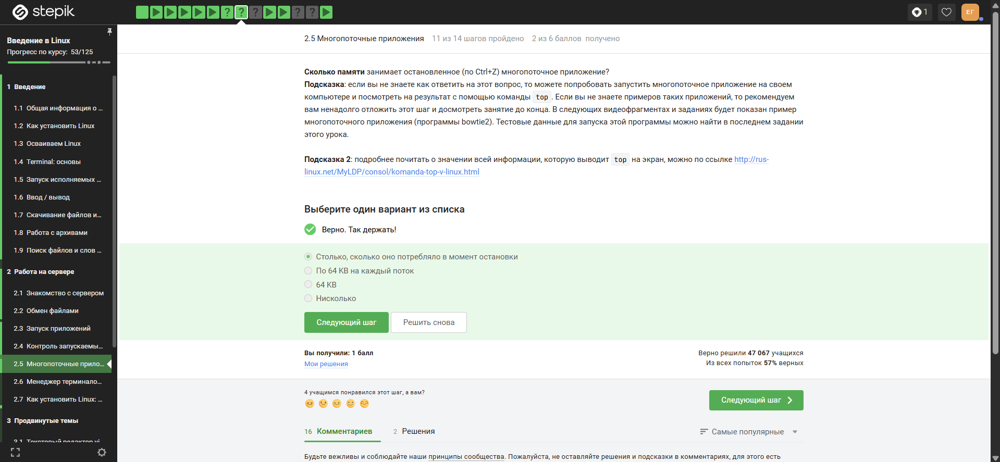 stepik
1
ЕГ
Введение в Linux
Прогресс по курсу: 53/125
1 Введение
1.1 Общая информация о ...
1.2 Как установить Linux
1.3 Осваиваем Linux
1.4 Terminal: основы
1.5 Запуск исполняемых ...
1.6 Ввод / вывод
1.7 Скачивание файлов и...
1.8 Работа с архивами
1.9 Поиск файлов и слов ...
2 Работа на сервере
2.1 Знакомство с сервером
2.2 Обмен файлами
2.3 Запуск приложений
2.4 Контроль запускаемы...
2.5 Многопоточные прило...
2.6 Менеджер терминало...
2.7 Как установить Linux: ...
3 Продвинутые темы
3.1 Текстовый редактор vi
2.5 Многопоточные приложения 11 из 14 шагов пройдено 2 из 6 баллов получено
Сколько памяти занимает остановленное (по Ctrl+Z) многопоточное приложение?
Подсказка: если вы не знаете как ответить на этот вопрос, то можете попробовать запустить многопоточное приложение на своем
компьютере и посмотреть на результат с помощью команды top. Если вы не знаете примеров таких приложений, то рекомендуем
вам ненадолго отложить этот шаг и досмотреть занятие до конца. В следующих видеофрагментах и заданиях будет показан пример
многопоточного приложения (программы bowtie2). Тестовые данные для запуска этой программы можно найти в последнем задании
этого урока.
Подсказка 2: подробнее почитать о значении всей информации, которую выводит top на экран, можно по ссылке http://rus-
linux.net/MyLDP/consol/komanda-top-v-linux.html
Выберите один вариант из списка
Верно. Так держать!
Столько, сколько оно потребляло в момент остановки
По 64 KB на каждый поток
64 KB
Нисколько
Следующий шаг
Решить снова
Вы получили: 1 балл
Мои решения
Верно решили 47 067 учащихся
Из всех попыток 57% верных
4 учащимся понравился этот шаг, а вам?
Следующий шаг
16 Комментариев
2 Решения
Самые популярные
Будьте вежливы и соблюдайте наши принципы сообщества. Пожалуйста, не оставляйте решения и подсказки в комментариях, для этого есть